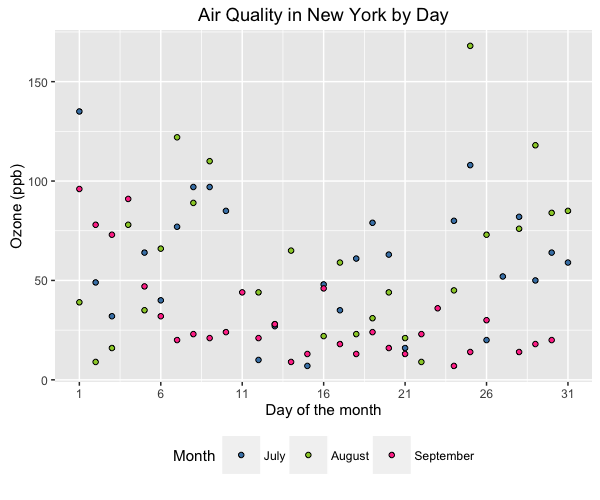 Air Quality in New York by Day
Ozone (ppb)
150
100
50
0
1 6 11 16 21 26 31
Day of the month
Month July August September